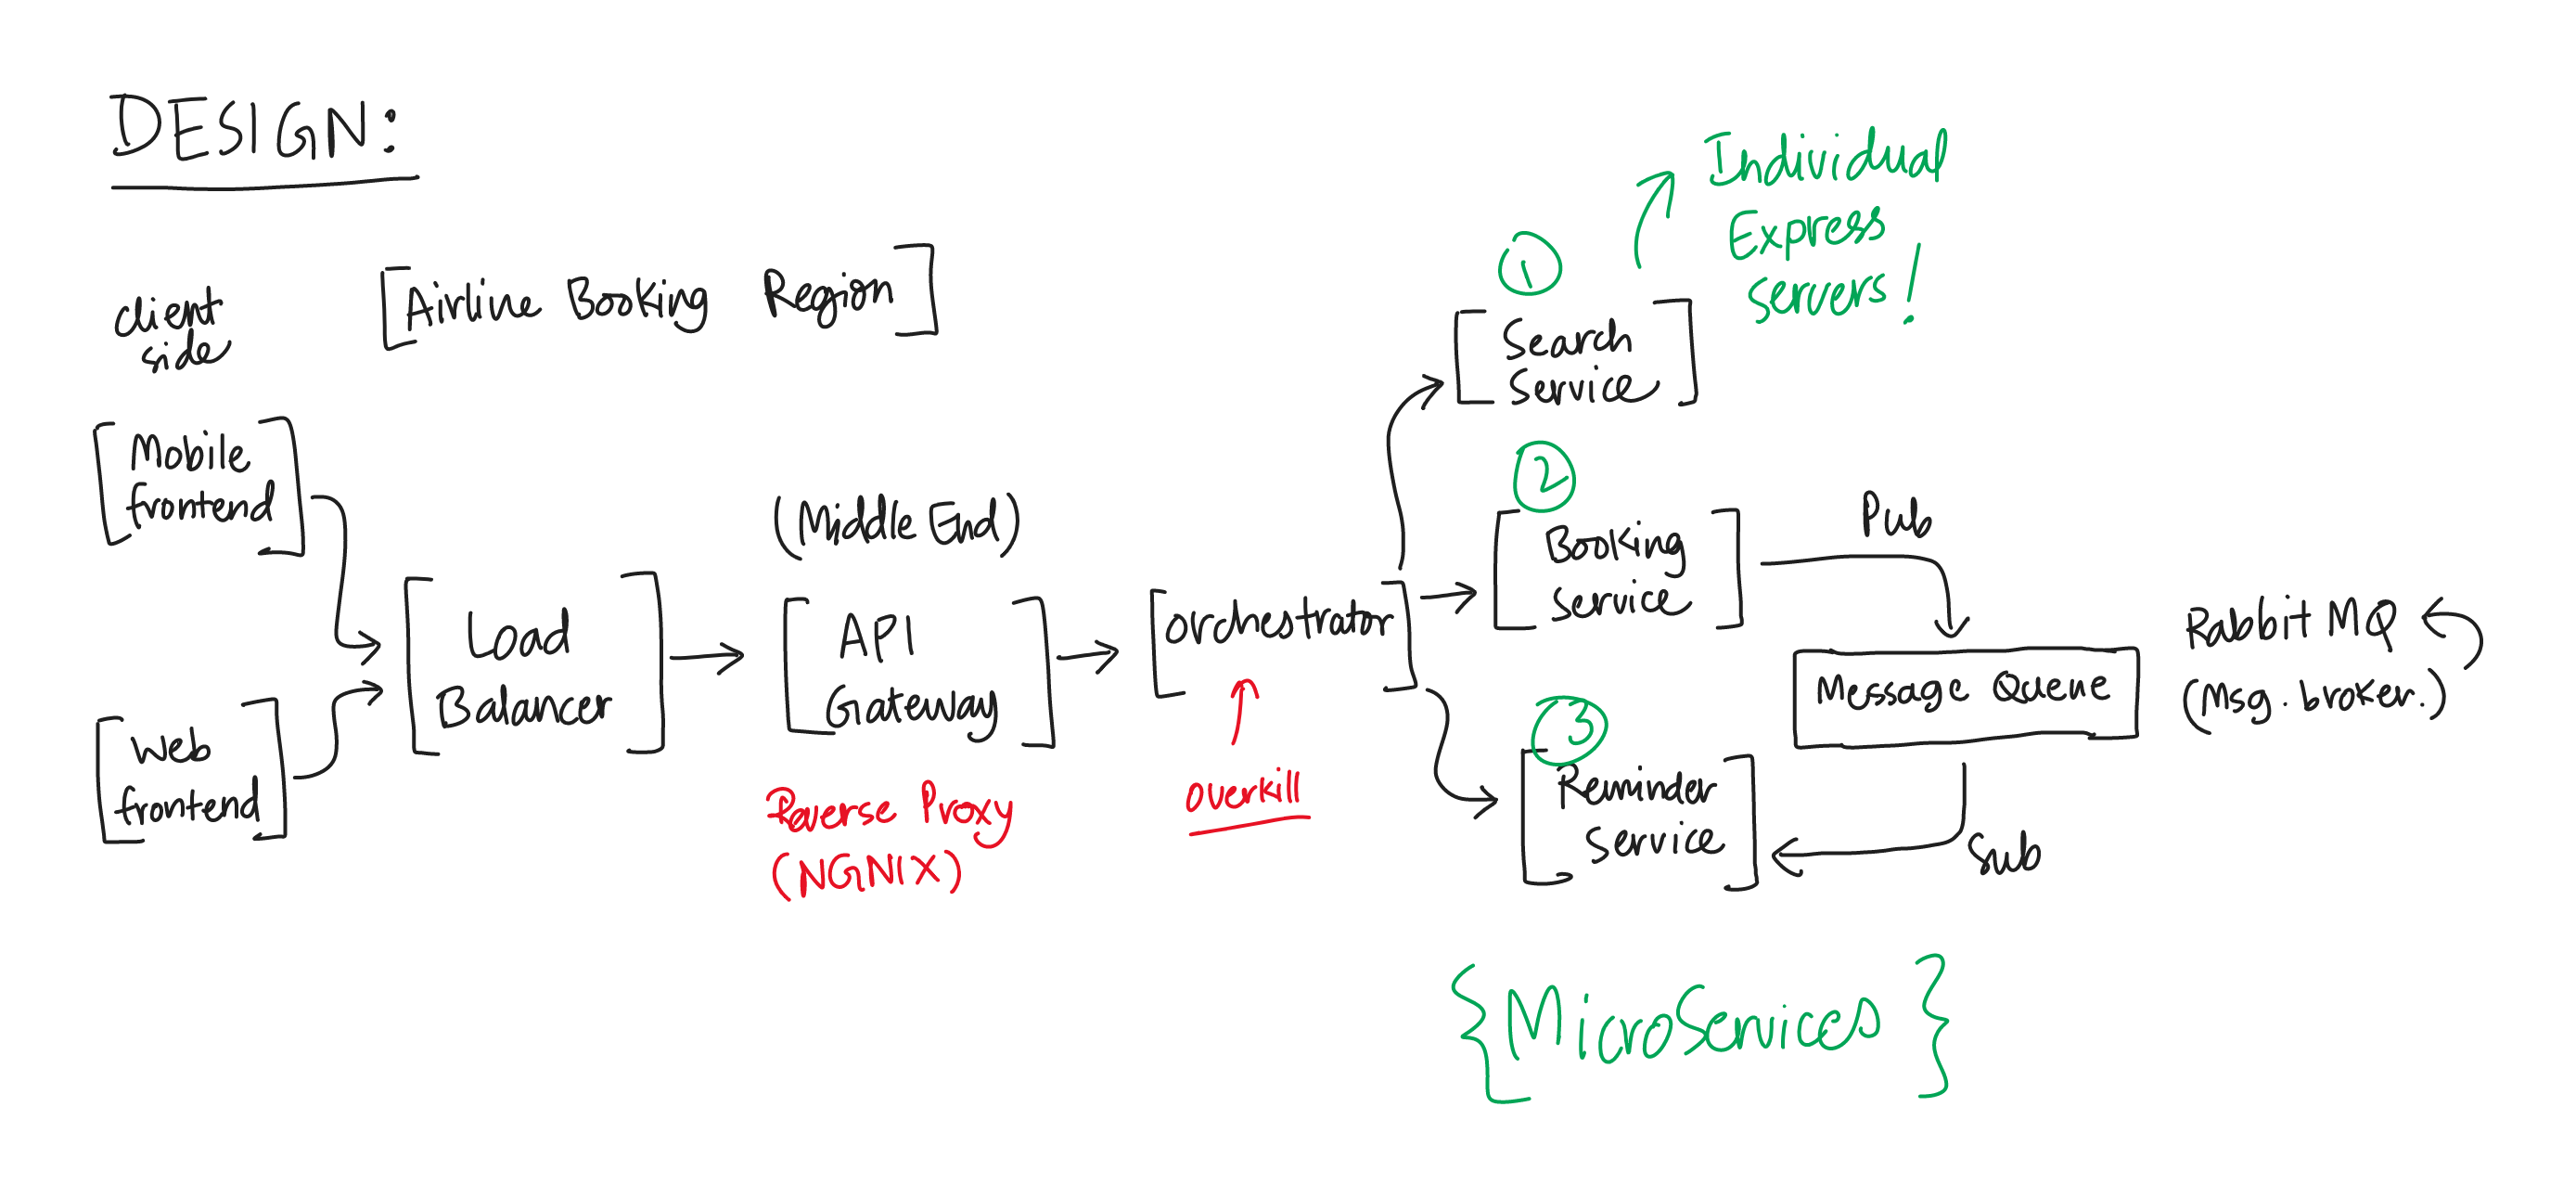 DESIGN:
client
side
[Airline Booking Region]
Mobile
frontend
Web
frontend
Load
Balancer
(Middle End)
API
Gateway
Reverse Proxy
(NGNIX)
orchestrator
overkill
1
Search
Service
Individual
Express
servers!
2
Booking
service
3
Reminder
Service
Pub
Message Queue
Sub
Rabbit MQ
(Msg. broker.)
{MicroServices}